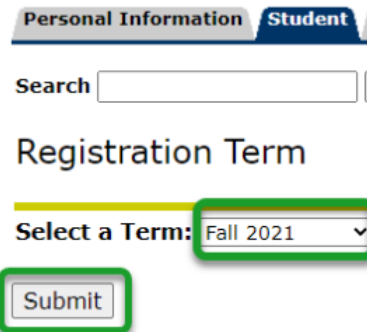 Personal Information Student
Search
Registration Term
Select a Term: Fall 2021
Submit